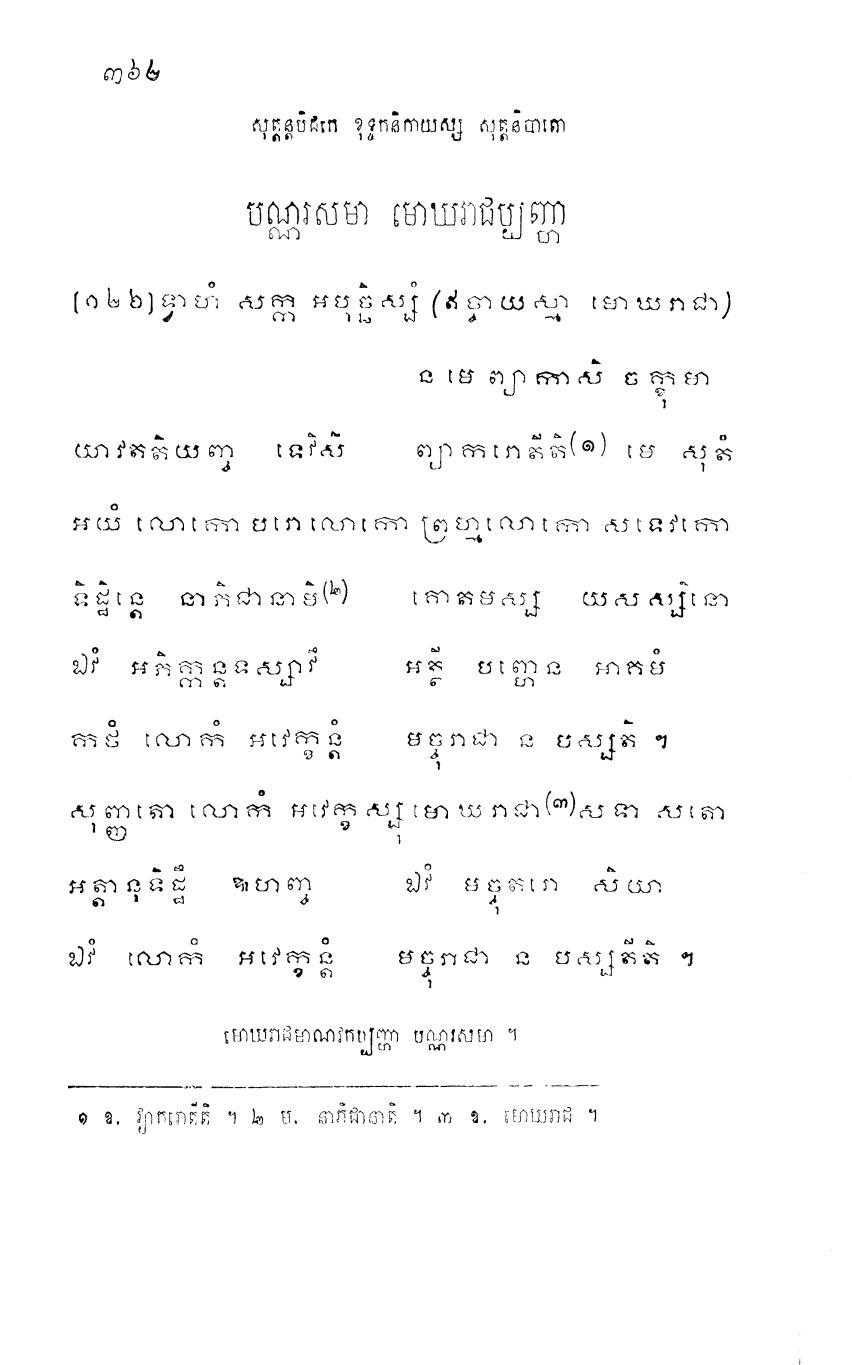 ៣៦២
សុត្តន្តបិដកេ ខុទ្ទកនិកាយស្ស សុត្តនិបាតោ
បណ្ណរសមា មោឃរាជប្បញ្ហា
[១២៦] ទ្វាហំ សក្ក អបុច្ឆិស្សំ (ឥច្ចាយស្មា មោឃរាជា)
ន មេ ព្យាកាសិ ចក្ខុមា
យាវតតិយញ្ច ទេវិសី ព្យាករោតីតិ(១) មេ សុតំ
អយំ លោកោ បរោ លោកោ ព្រហ្មលោកោ សទេវកោ
ទិដ្ឋិន្តេ នាភិជានាមិ(២) គោតមស្ស យសស្សិនោ
ឯវំ អភិក្កន្តទស្សាវឹ អត្ថី បញ្ហេន អាគមំ
កថំ លោកំ អវេក្ខន្តំ មច្ចុរាជា ន បស្សតិ ។
សុញ្ញតោ លោកំ អវេក្ខស្សុ មោឃរាជា(៣) សទា សតោ
អត្តានុទិដ្ឋឹ ឩហញ្ច ឯវំ មច្ចុតរោ សិយា
ឯវំ លោកំ អវេក្ខន្តំ មច្ចុរាជា ន បស្សតីតិ ។
មោឃរាជមាណវកប្បញ្ហា បណ្ណរសមា ។
១ ឱ. វ្យាករោតីតិ ។ ២ ម. នាភិជានាតិ ។ ៣ ឱ. មោឃរាជ ។